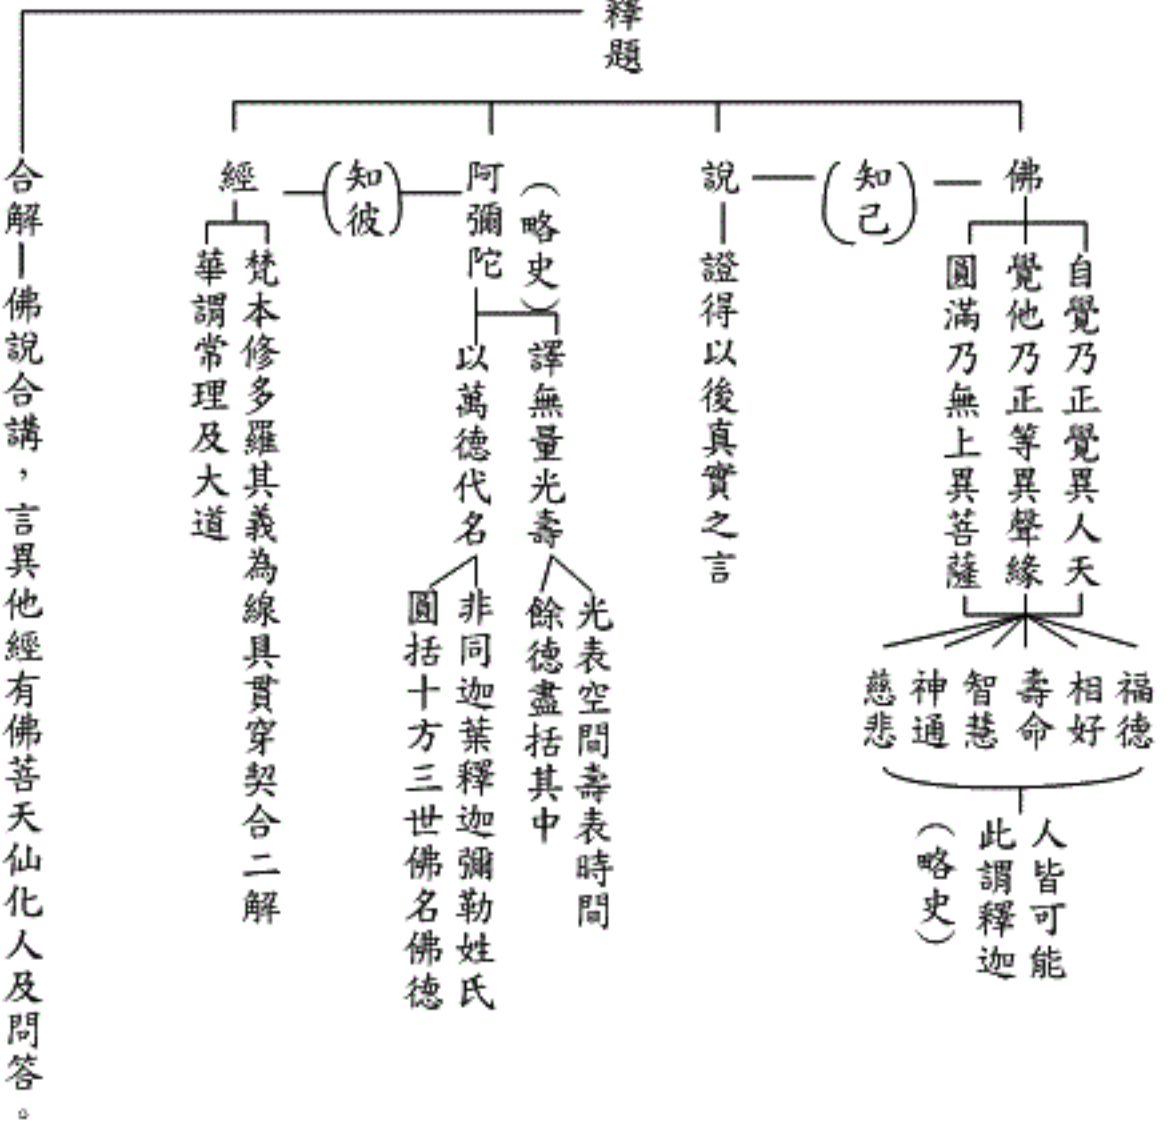 釋題
佛
自覺乃正覺異人天
覺他乃正等異聲緣
圓滿乃無上異菩薩
福德
相好
壽命
智慧
神通
慈悲
人皆可能
此謂釋迦
（略史）
（知己）
說
證得以後真實之言
（略史）
阿彌陀
譯無量光壽
光表空間壽表時間
餘德盡括其中
以萬德代名
非同迦葉釋迦彌勒姓氏
圓括十方三世佛名佛德
（知彼）
經
梵本修多羅其義為線具貫穿契合二解
華謂常理及大道
合解
佛說合講，言異他經有佛菩天仙化人及問答。